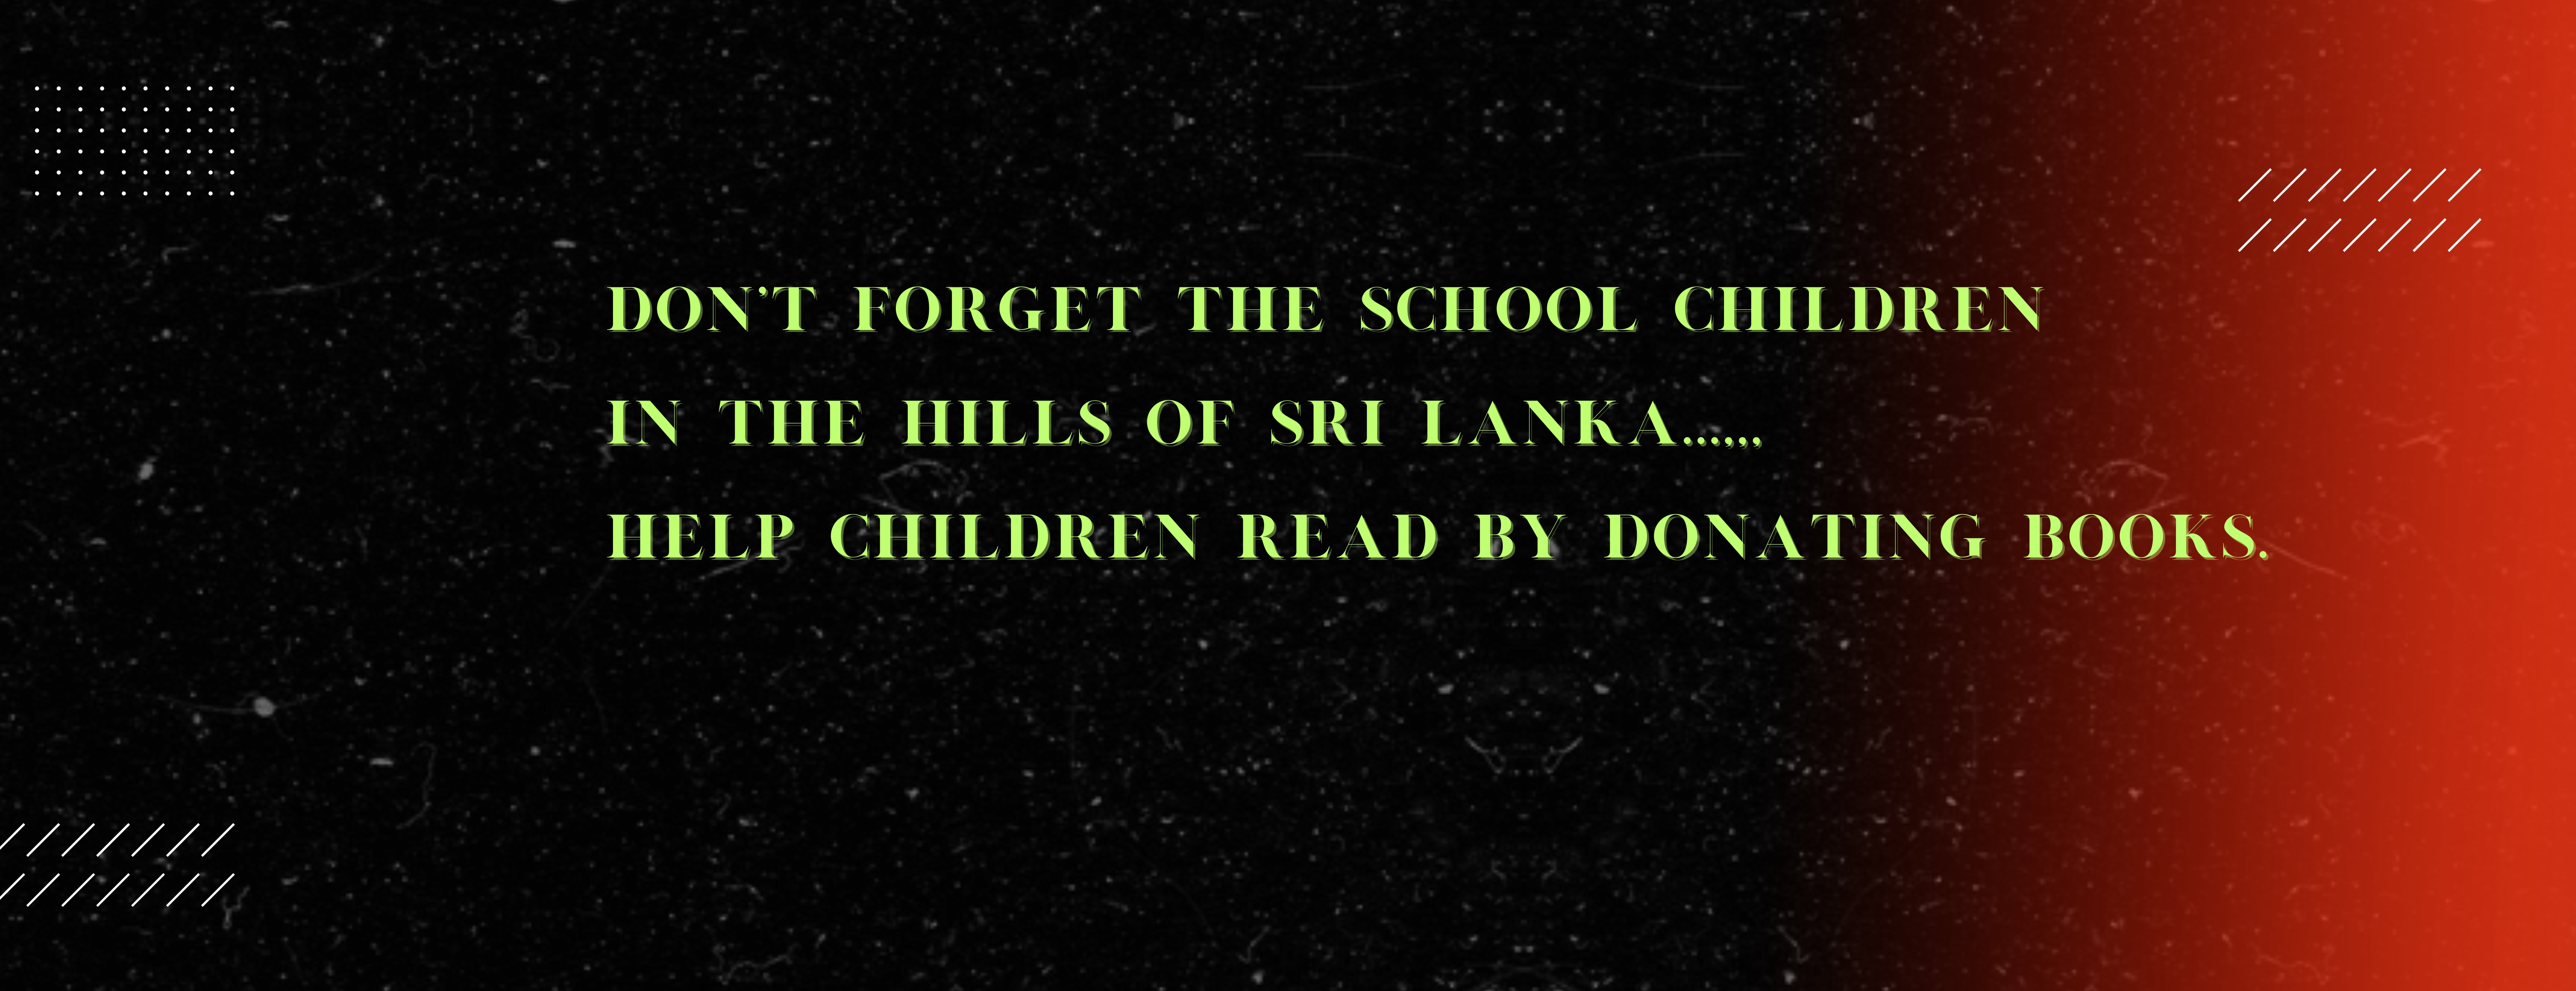 DON'T FORGET THE SCHOOL CHILDREN
IN THE HILLS OF SRI LANKA...,,,
HELP CHILDREN READ BY DONATING BOOKS.